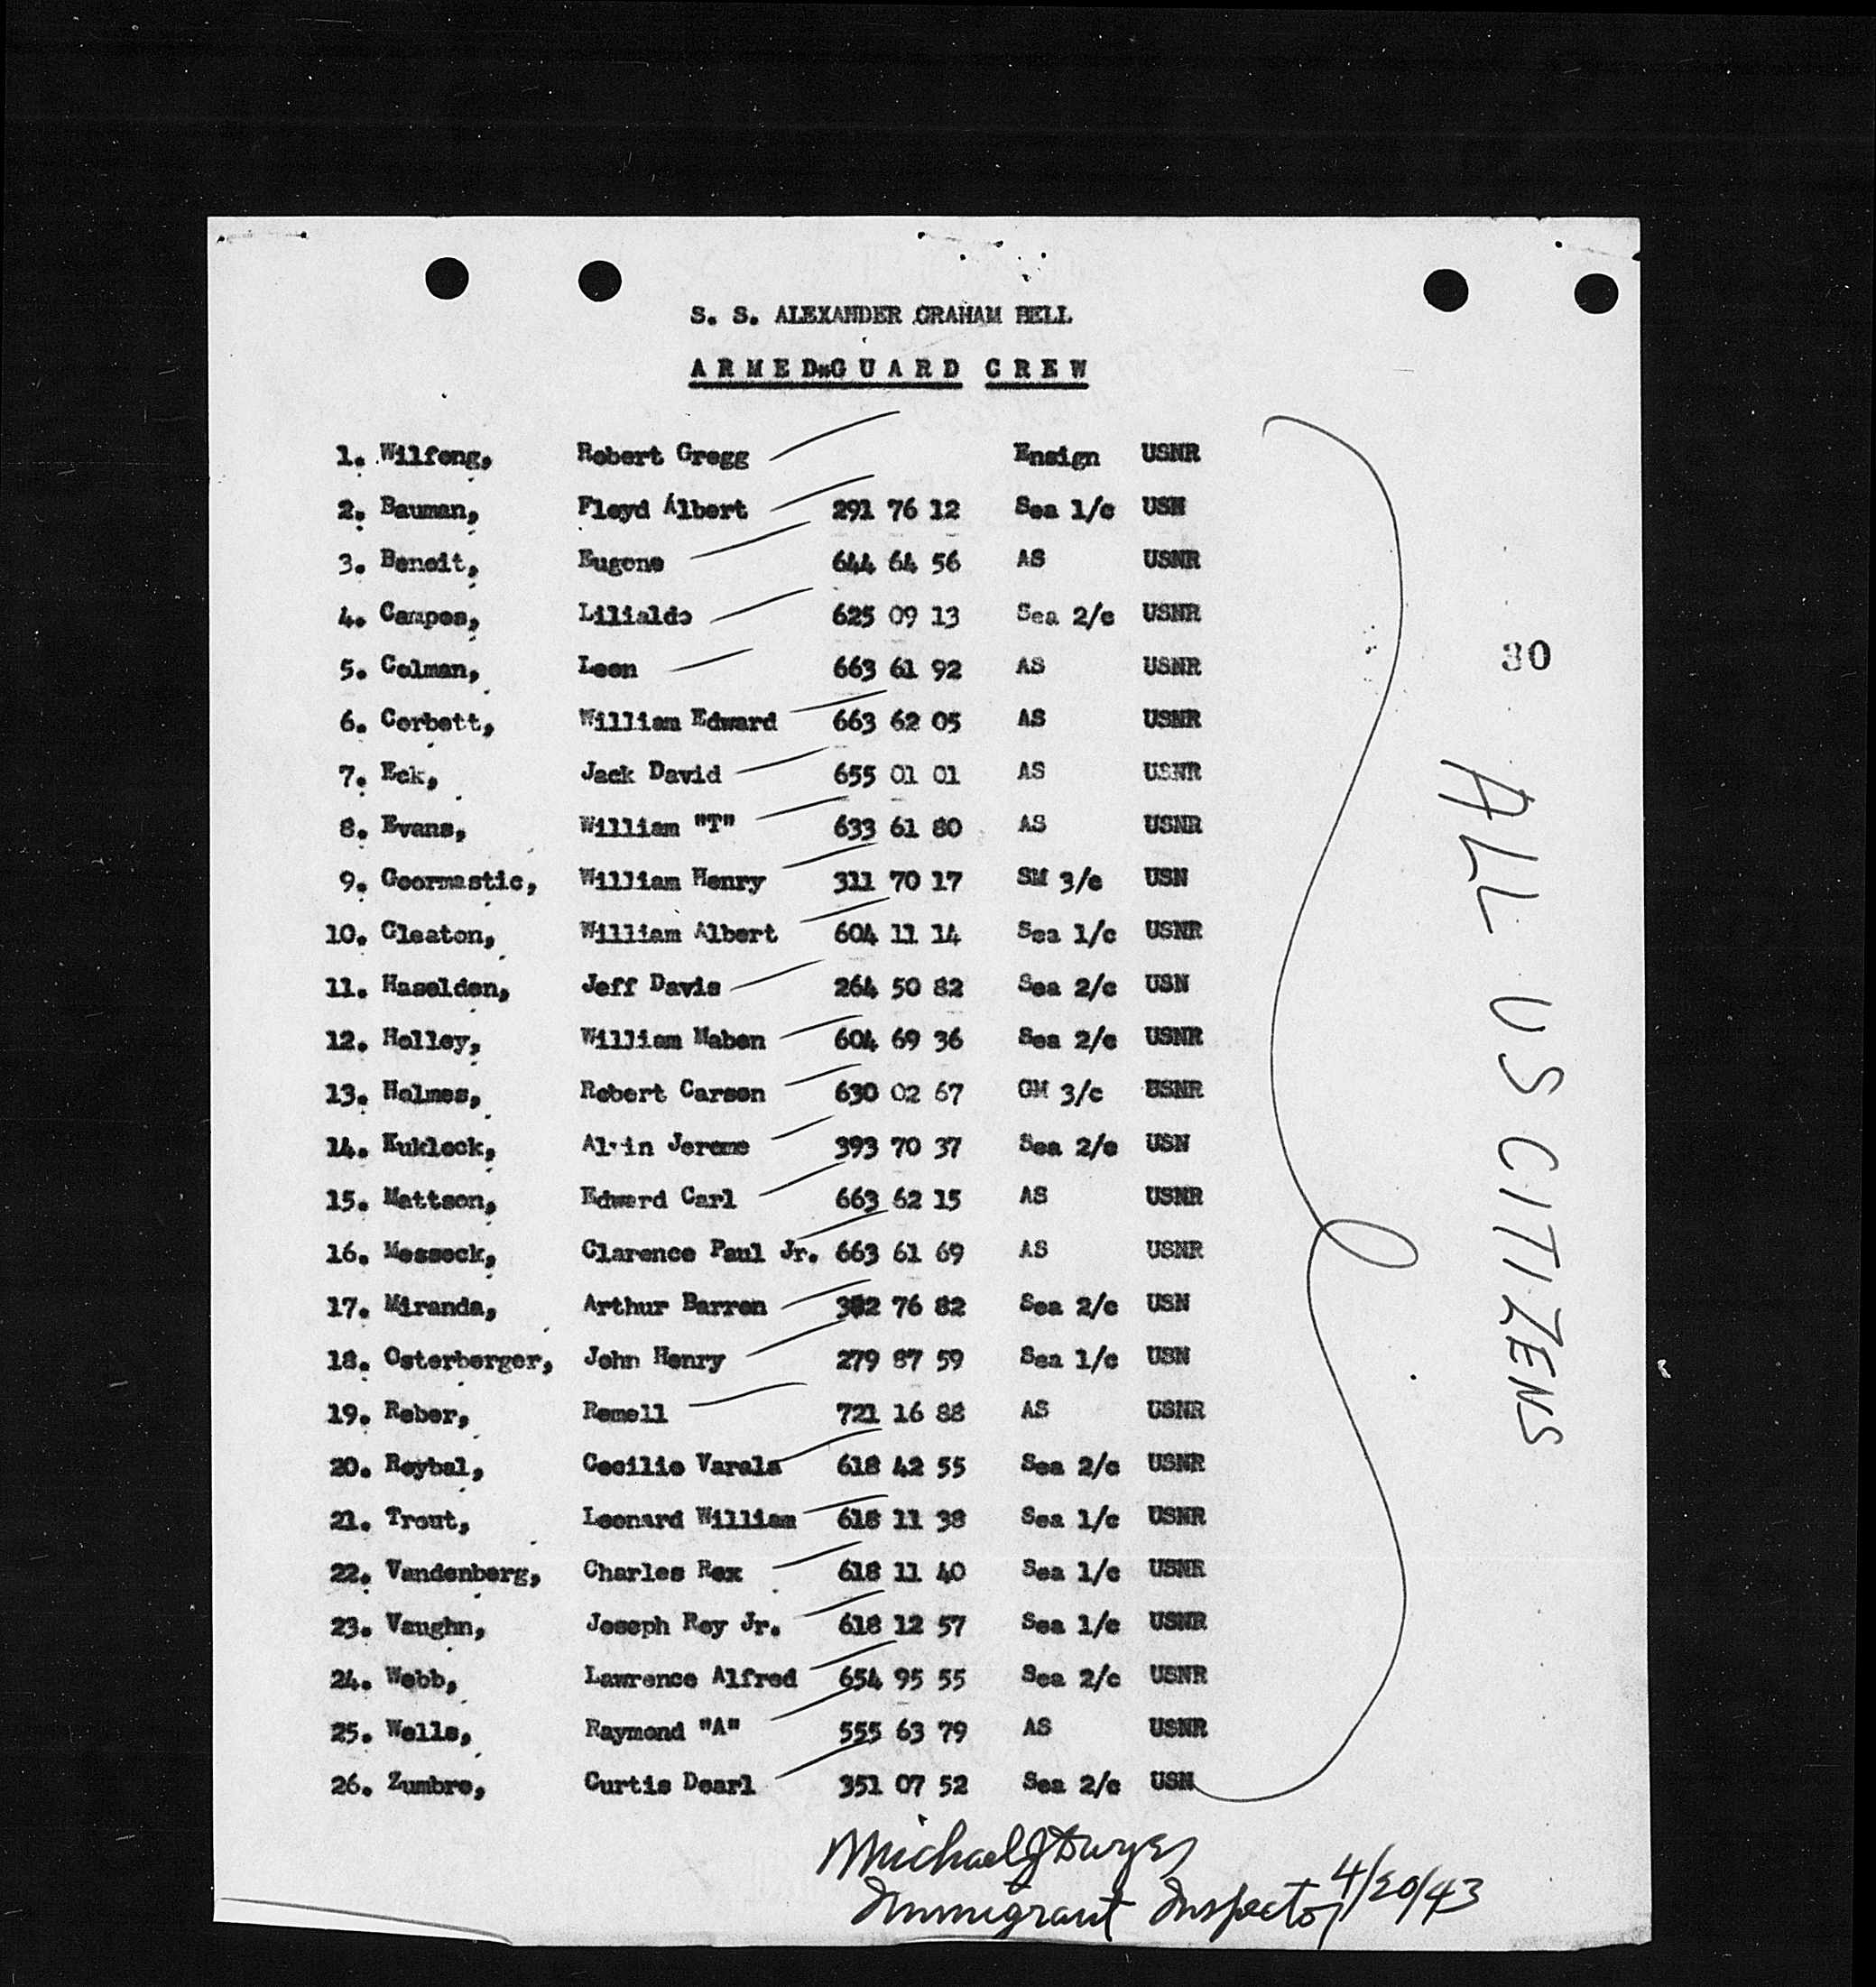 S. S. ALEXANDER GRAHAM BELL
ARMED-GUARD CREW
1. Wilfong, Robert Gregg Ensign USNR
2. Bauman, Floyd Albert 291 76 12 Sea 1/c USN
3. Benoit, Eugene 644 64 56 AS USNR
4. Campos, Lilialdo 625 09 13 Sea 2/c USNR
5. Colman, Leon 663 61 92 AS USNR
6. Corbett, William Edward 663 62 05 AS USNR
7. Eck, Jack David 655 01 01 AS USNR
8. Evans, William "T" 633 61 80 AS USNR
9. Geormastic, William Henry 311 70 17 SM 3/c USN
10. Gleaton, William Albert 604 11 14 Sea 1/c USNR
11. Haselden, Jeff Davis 264 50 82 Sea 2/c USN
12. Holley, William Maben 604 69 36 Sea 2/c USNR
13. Holmes, Robert Carson 630 02 67 GM 3/c USNR
14. Kuklock, Alvin Jerome 393 70 37 Sea 2/c USN
15. Mattson, Edward Carl 663 62 15 AS USNR
16. Messeck, Clarence Paul Jr. 663 61 69 AS USNR
17. Miranda, Arthur Barron 382 76 82 Sea 2/c USN
18. Osterberger, John Henry 279 87 59 Sea 1/c USN
19. Reber, Romell 721 16 88 AS USNR
20. Roybal, Cecilio Varela 618 42 55 Sea 2/c USNR
21. Trout, Leonard William 618 11 38 Sea 1/c USNR
22. Vandenberg, Charles Rex 618 11 40 Sea 1/c USNR
23. Vaughn, Joseph Roy Jr. 618 12 57 Sea 1/c USNR
24. Webb, Lawrence Alfred 654 95 55 Sea 2/c USNR
25. Wells, Raymond "A" 555 63 79 AS USNR
26. Zumbro, Curtis Dearl 351 07 52 Sea 2/c USN
30
ALL US CITIZENS
Michael J Dwyer
Immigrant Inspector 4/20/43